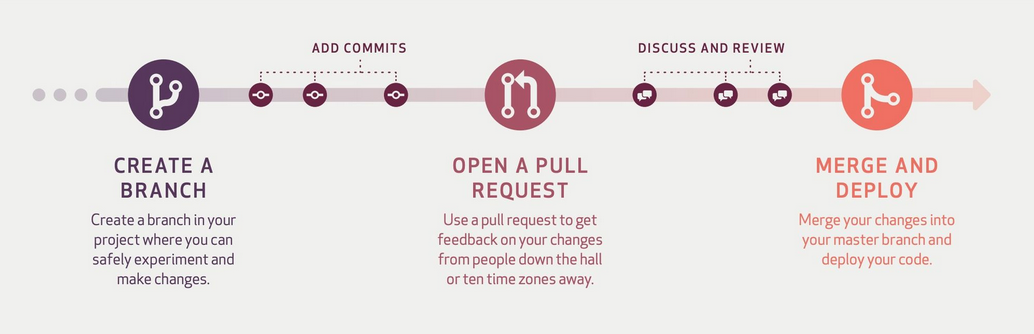 ADD COMMITS
DISCUSS AND REVIEW
CREATE A
BRANCH
Create a branch in your
project where you can
safely experiment and
make changes.
OPEN A PULL
REQUEST
Use a pull request to get
feedback on your changes
from people down the hall
or ten time zones away.
MERGE AND
DEPLOY
Merge your changes into
your master branch and
deploy your code.